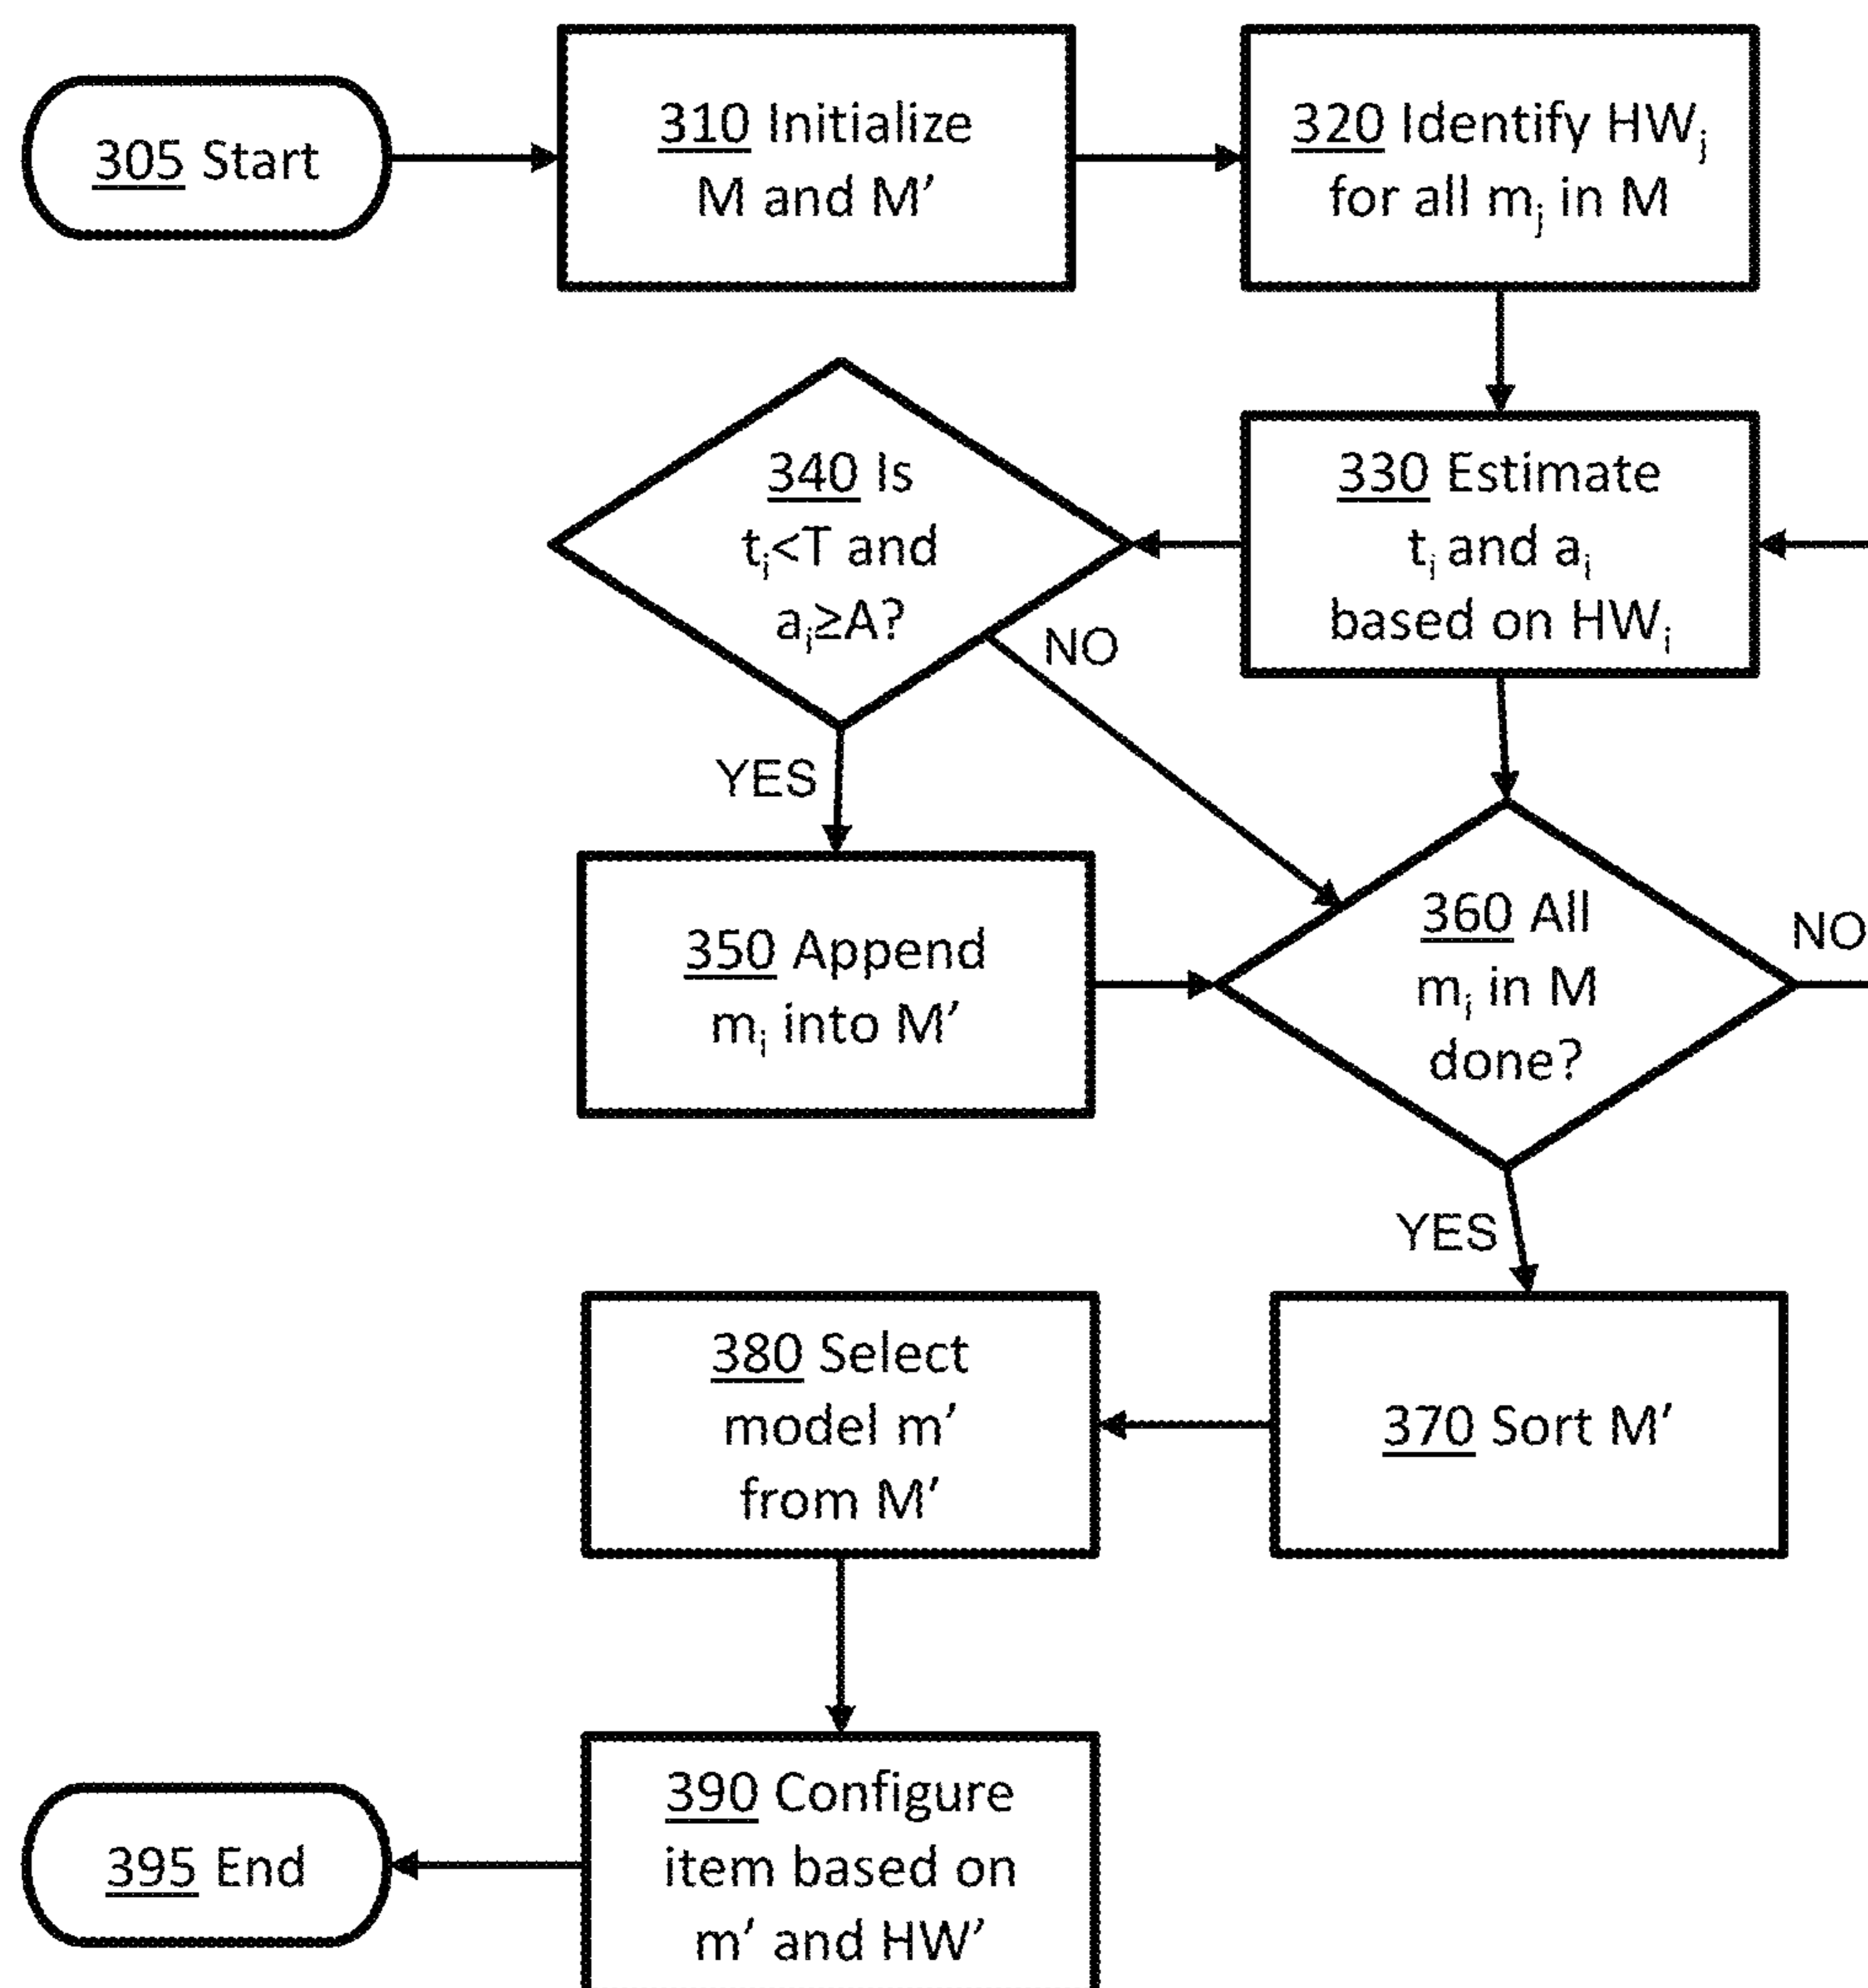 305 Start
310 Initialize
M and M'
320 Identify HWj
for all mj in M
340 Is
ti<T and
ai≥A?
330 Estimate
ti and ai
based on HWi
NO
YES
350 Append
mi into M'
360 All
mi in M
done?
NO
YES
380 Select
model m'
from M'
370 Sort M'
390 Configure
item based on
m' and HW'
395 End